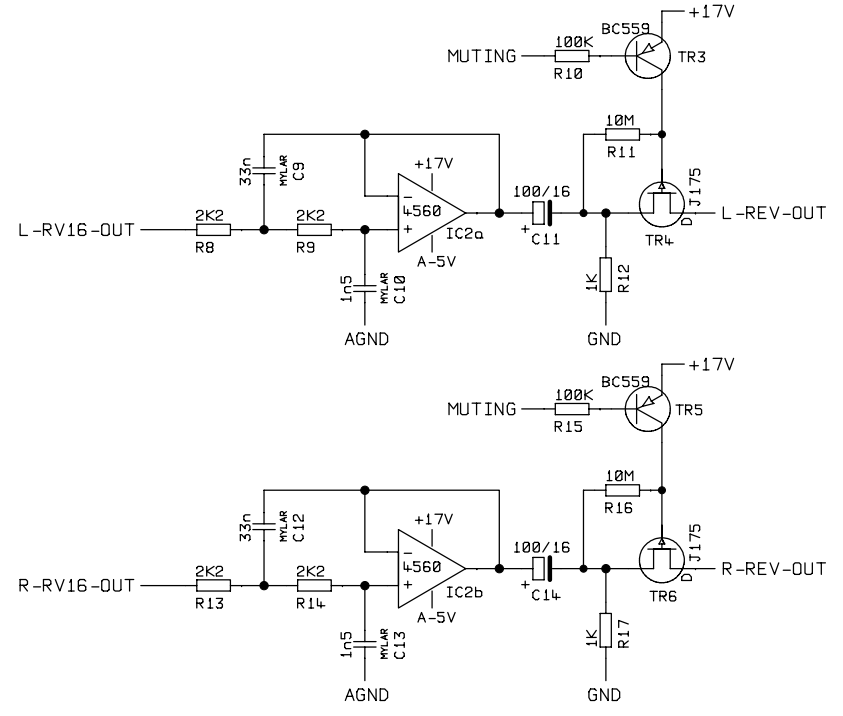 +17V
BC559
MUTING
100K
R10
TR3
10M
R11
33n
MYLAR
C9
+17V
J175
2K2
R8
2K2
R9
-
4560
+
100/16
+
C11
D
L-RV16-OUT
L-REV-OUT
IC2a
TR4
A-5V
1n5
MYLAR
C10
1K
R12
AGND
GND
+17V
BC559
MUTING
100K
R15
TR5
10M
R16
33n
MYLAR
C12
+17V
J175
2K2
R13
2K2
R14
-
4560
+
100/16
+
C14
D
R-RV16-OUT
R-REV-OUT
IC2b
TR6
A-5V
1n5
MYLAR
C13
1K
R17
AGND
GND